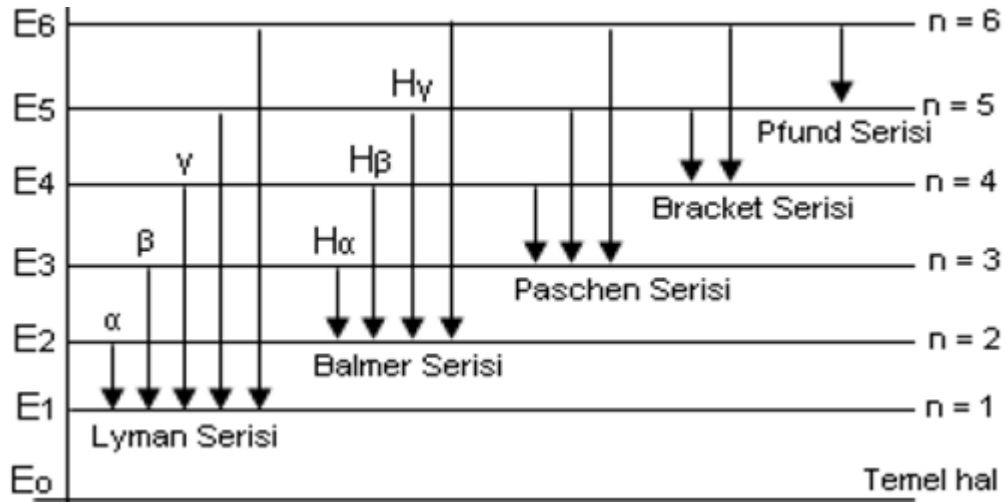 E6 n = 6
Hγ
E5 n = 5
Pfund Serisi
γ Hβ
E4 n = 4
Bracket Serisi
β Hα
E3 n = 3
Paschen Serisi
α
E2 n = 2
Balmer Serisi
E1 n = 1
Lyman Serisi
E0 Temel hal